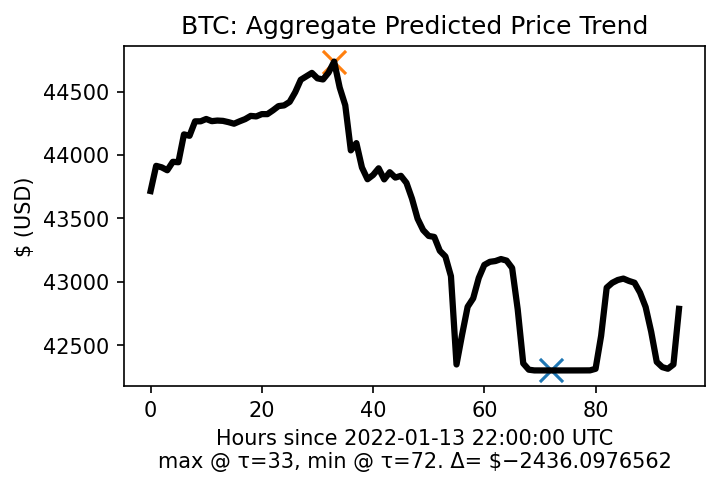 BTC: Aggregate Predicted Price Trend
$ (USD)
44500
44000
43500
43000
42500
0 20 40 60 80
Hours since 2022-01-13 22:00:00 UTC
max @ τ=33, min @ τ=72. Δ= $−2436.0976562